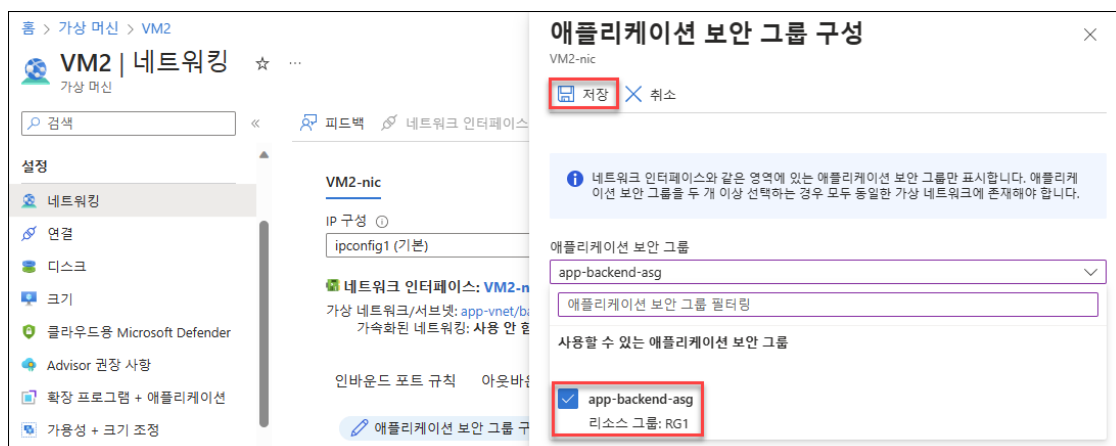 홈 > 가상 머신 > VM2
VM2 | 네트워킹
가상 머신
검색
피드백
네트워크 인터페이스
설정
네트워킹
연결
디스크
크기
클라우드용 Microsoft Defender
Advisor 권장 사항
확장 프로그램 + 애플리케이션
가용성 + 크기 조정
VM2-nic
IP 구성
ipconfig1 (기본)
네트워크 인터페이스: VM2-n
가상 네트워크/서브넷: app-vnet/ba
가속화된 네트워킹: 사용 안 함
인바운드 포트 규칙
아웃바운
애플리케이션 보안 그룹 구
애플리케이션 보안 그룹 구성
VM2-nic
저장
취소
네트워크 인터페이스와 같은 영역에 있는 애플리케이션 보안 그룹만 표시합니다. 애플리케
이션 보안 그룹을 두 개 이상 선택하는 경우 모두 동일한 가상 네트워크에 존재해야 합니다.
애플리케이션 보안 그룹
app-backend-asg
애플리케이션 보안 그룹 필터링
사용할 수 있는 애플리케이션 보안 그룹
app-backend-asg
리소스 그룹: RG1